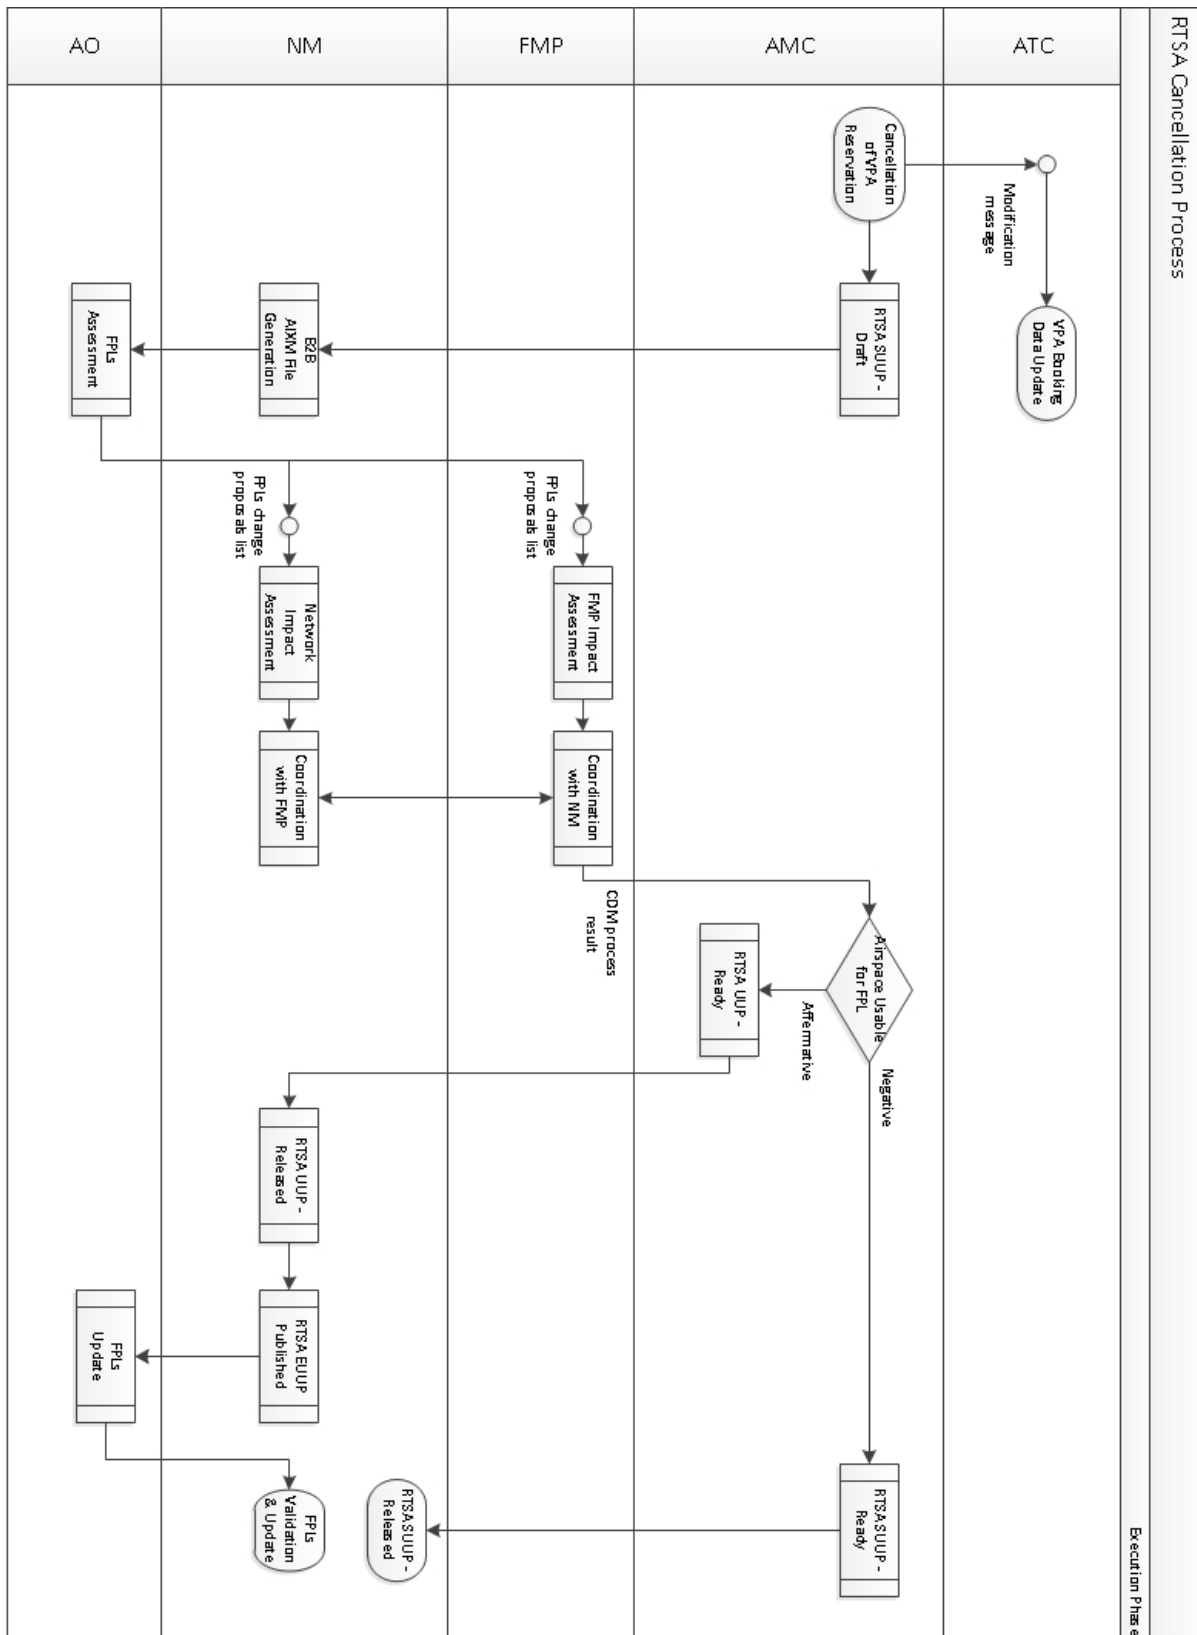 RTSA Cancellation Process
Execution Phase
AO
NM
FMP
AMC
ATC
Cancellation
of VPA
Reservation
Modification
message
VPA Booking
Data Update
RTSA SUUP -
Draft
B2B
AIXM File
Generation
FPLs
Assessment
FPLs change
proposals list
FPLs change
proposals list
Network
Impact
Assessment
FMP Impact
Assessment
Coordination
with FMP
Coordination
with NM
CDM process
result
Airspace Usable
for FPL
Affermative
Negative
RTSA UUP -
Ready
RTSA UUP -
Released
RTSA EUUP
Published
FPLs
Update
FPLs
Validation
& Update
RTSA SUUP -
Ready
RTSA SUUP -
Released